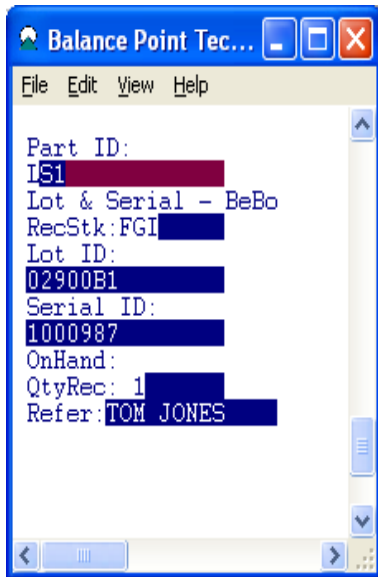 Balance Point Tec...
File Edit View Help
Part ID:
LS1
Lot & Serial - BeBo
RecStk:FGI
Lot ID:
02900B1
Serial ID:
1000987
OnHand:
QtyRec: 1
Refer:TOM JONES